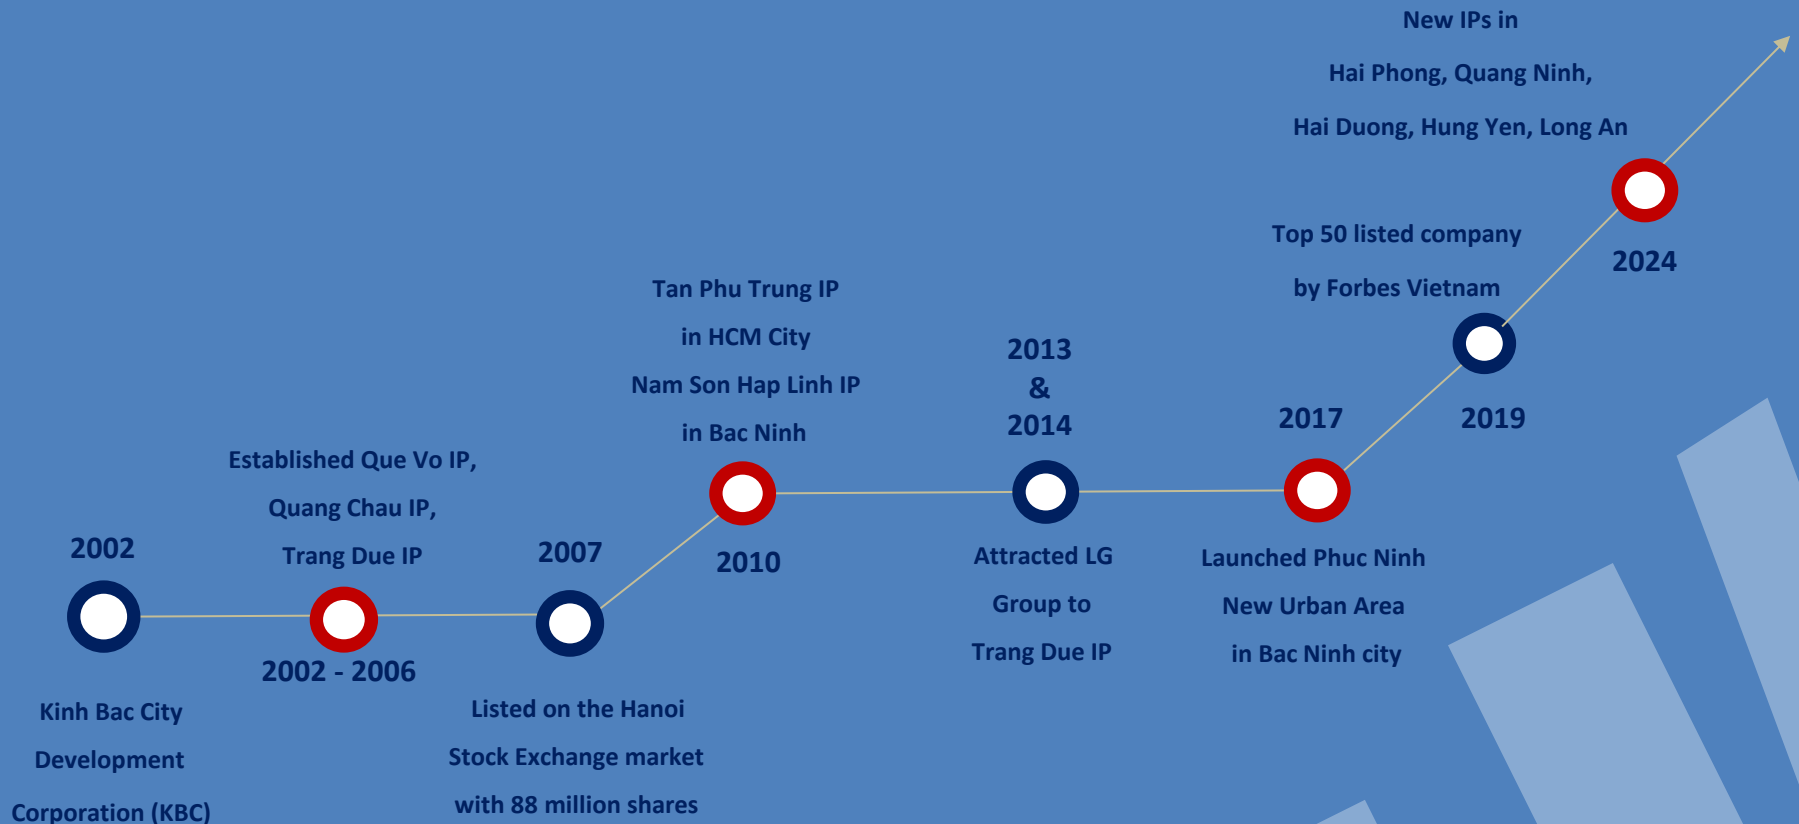 2002
Kinh Bac City
Development
Corporation (KBC)
Established Que Vo IP,
Quang Chau IP,
Trang Due IP
2002 - 2006
2007
Listed on the Hanoi
Stock Exchange market
with 88 million shares
Tan Phu Trung IP
in HCM City
Nam Son Hap Linh IP
in Bac Ninh
2010
2013
&
2014
Attracted LG
Group to
Trang Due IP
2017
Launched Phuc Ninh
New Urban Area
in Bac Ninh city
Top 50 listed company
by Forbes Vietnam
2019
New IPs in
Hai Phong, Quang Ninh,
Hai Duong, Hung Yen, Long An
2024